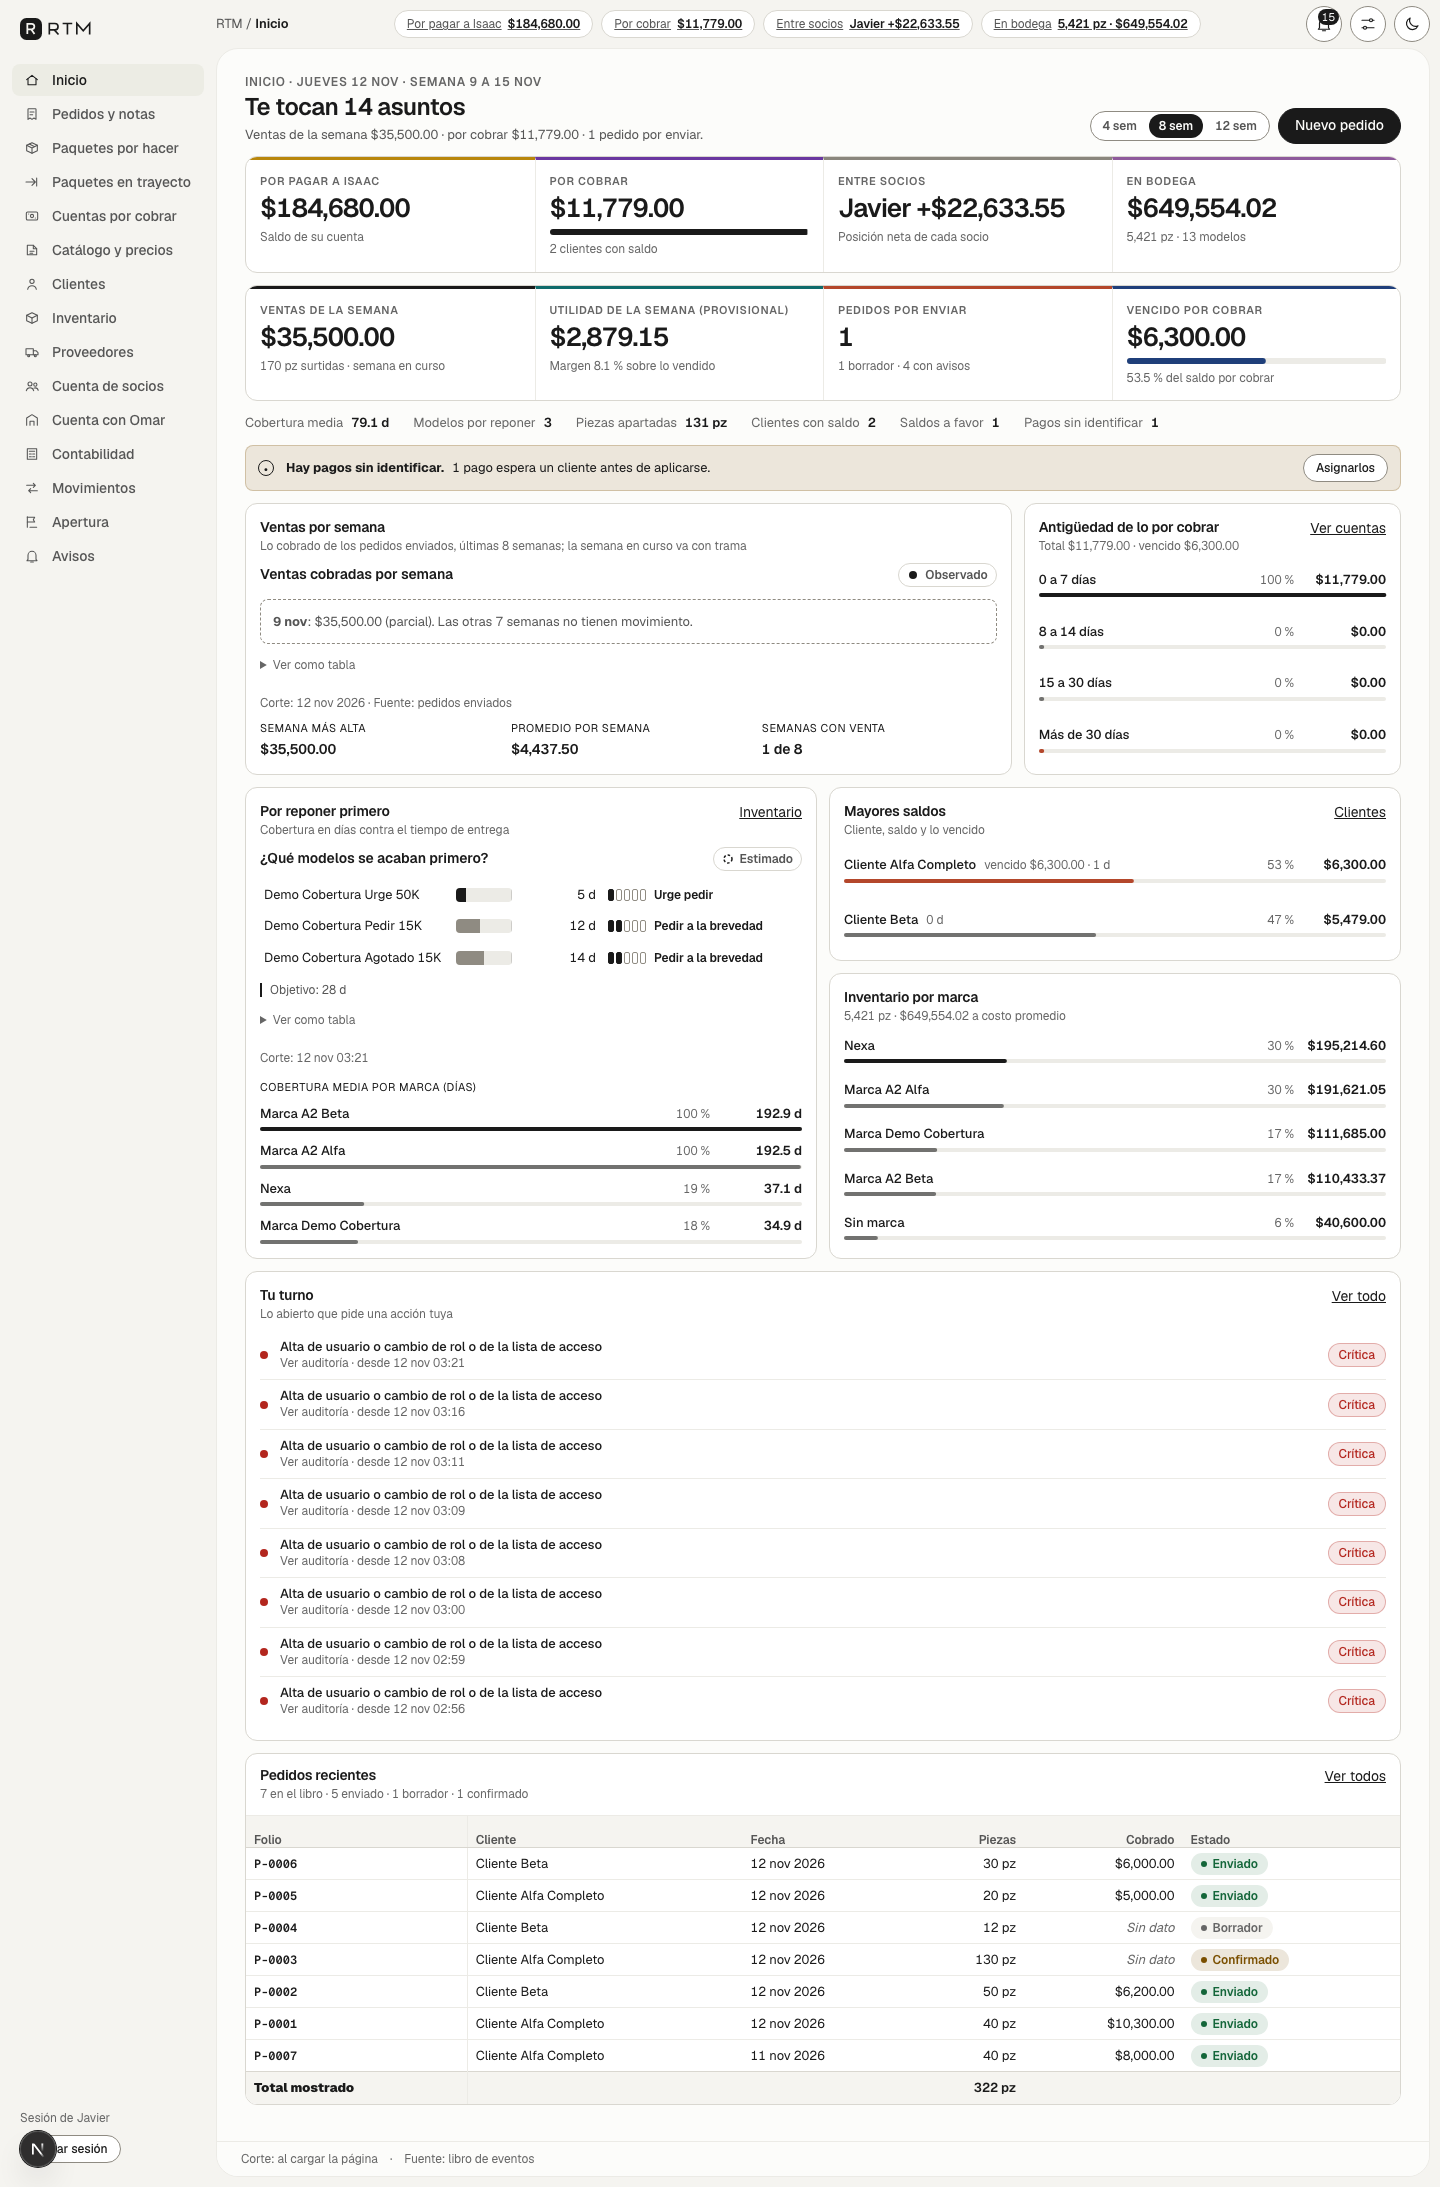 R RTM
RTM / Inicio
Por pagar a Isaac $184,680.00
Por cobrar $11,779.00
Entre socios Javier +$22,633.55
En bodega 5,421 pz · $649,554.02
15
Inicio
Pedidos y notas
Paquetes por hacer
Paquetes en trayecto
Cuentas por cobrar
Catálogo y precios
Clientes
Inventario
Proveedores
Cuenta de socios
Cuenta con Omar
Contabilidad
Movimientos
Apertura
Avisos
INICIO · JUEVES 12 NOV · SEMANA 9 A 15 NOV
Te tocan 14 asuntos
Ventas de la semana $35,500.00 · por cobrar $11,779.00 · 1 pedido por enviar.
4 sem 8 sem 12 sem
Nuevo pedido
POR PAGAR A ISAAC
$184,680.00
Saldo de su cuenta
POR COBRAR
$11,779.00
2 clientes con saldo
ENTRE SOCIOS
Javier +$22,633.55
Posición neta de cada socio
EN BODEGA
$649,554.02
5,421 pz · 13 modelos
VENTAS DE LA SEMANA
$35,500.00
170 pz surtidas · semana en curso
UTILIDAD DE LA SEMANA (PROVISIONAL)
$2,879.15
Margen 8.1 % sobre lo vendido
PEDIDOS POR ENVIAR
1
1 borrador · 4 con avisos
VENCIDO POR COBRAR
$6,300.00
53.5 % del saldo por cobrar
Cobertura media 79.1 d Modelos por reponer 3 Piezas apartadas 131 pz Clientes con saldo 2 Saldos a favor 1 Pagos sin identificar 1
Hay pagos sin identificar. 1 pago espera un cliente antes de aplicarse.
Asignarlos
Ventas por semana
Lo cobrado de los pedidos enviados, últimas 8 semanas; la semana en curso va con trama
Ventas cobradas por semana
Observado
9 nov: $35,500.00 (parcial). Las otras 7 semanas no tienen movimiento.
Ver como tabla
Corte: 12 nov 2026 · Fuente: pedidos enviados
SEMANA MÁS ALTA
$35,500.00
PROMEDIO POR SEMANA
$4,437.50
SEMANAS CON VENTA
1 de 8
Antigüedad de lo por cobrar
Ver cuentas
Total $11,779.00 · vencido $6,300.00
0 a 7 días 100 % $11,779.00
8 a 14 días 0 % $0.00
15 a 30 días 0 % $0.00
Más de 30 días 0 % $0.00
Por reponer primero
Inventario
Cobertura en días contra el tiempo de entrega
¿Qué modelos se acaban primero?
Estimado
Demo Cobertura Urge 50K 5 d Urge pedir
Demo Cobertura Pedir 15K 12 d Pedir a la brevedad
Demo Cobertura Agotado 15K 14 d Pedir a la brevedad
Objetivo: 28 d
Ver como tabla
Corte: 12 nov 03:21
COBERTURA MEDIA POR MARCA (DÍAS)
Marca A2 Beta 100 % 192.9 d
Marca A2 Alfa 100 % 192.5 d
Nexa 19 % 37.1 d
Marca Demo Cobertura 18 % 34.9 d
Mayores saldos
Clientes
Cliente, saldo y lo vencido
Cliente Alfa Completo vencido $6,300.00 · 1 d 53 % $6,300.00
Cliente Beta 0 d 47 % $5,479.00
Inventario por marca
5,421 pz · $649,554.02 a costo promedio
Nexa 30 % $195,214.60
Marca A2 Alfa 30 % $191,621.05
Marca Demo Cobertura 17 % $111,685.00
Marca A2 Beta 17 % $110,433.37
Sin marca 6 % $40,600.00
Tu turno
Ver todo
Lo abierto que pide una acción tuya
Alta de usuario o cambio de rol o de la lista de acceso
Ver auditoría · desde 12 nov 03:21
Crítica
Alta de usuario o cambio de rol o de la lista de acceso
Ver auditoría · desde 12 nov 03:16
Crítica
Alta de usuario o cambio de rol o de la lista de acceso
Ver auditoría · desde 12 nov 03:11
Crítica
Alta de usuario o cambio de rol o de la lista de acceso
Ver auditoría · desde 12 nov 03:09
Crítica
Alta de usuario o cambio de rol o de la lista de acceso
Ver auditoría · desde 12 nov 03:08
Crítica
Alta de usuario o cambio de rol o de la lista de acceso
Ver auditoría · desde 12 nov 03:00
Crítica
Alta de usuario o cambio de rol o de la lista de acceso
Ver auditoría · desde 12 nov 02:59
Crítica
Alta de usuario o cambio de rol o de la lista de acceso
Ver auditoría · desde 12 nov 02:56
Crítica
Pedidos recientes
Ver todos
7 en el libro · 5 enviado · 1 borrador · 1 confirmado
Folio Cliente Fecha Piezas Cobrado Estado
P-0006 Cliente Beta 12 nov 2026 30 pz $6,000.00 Enviado
P-0005 Cliente Alfa Completo 12 nov 2026 20 pz $5,000.00 Enviado
P-0004 Cliente Beta 12 nov 2026 12 pz Sin dato Borrador
P-0003 Cliente Alfa Completo 12 nov 2026 130 pz Sin dato Confirmado
P-0002 Cliente Beta 12 nov 2026 50 pz $6,200.00 Enviado
P-0001 Cliente Alfa Completo 12 nov 2026 40 pz $10,300.00 Enviado
P-0007 Cliente Alfa Completo 11 nov 2026 40 pz $8,000.00 Enviado
Total mostrado 322 pz
Sesión de Javier
N ar sesión
Corte: al cargar la página · Fuente: libro de eventos